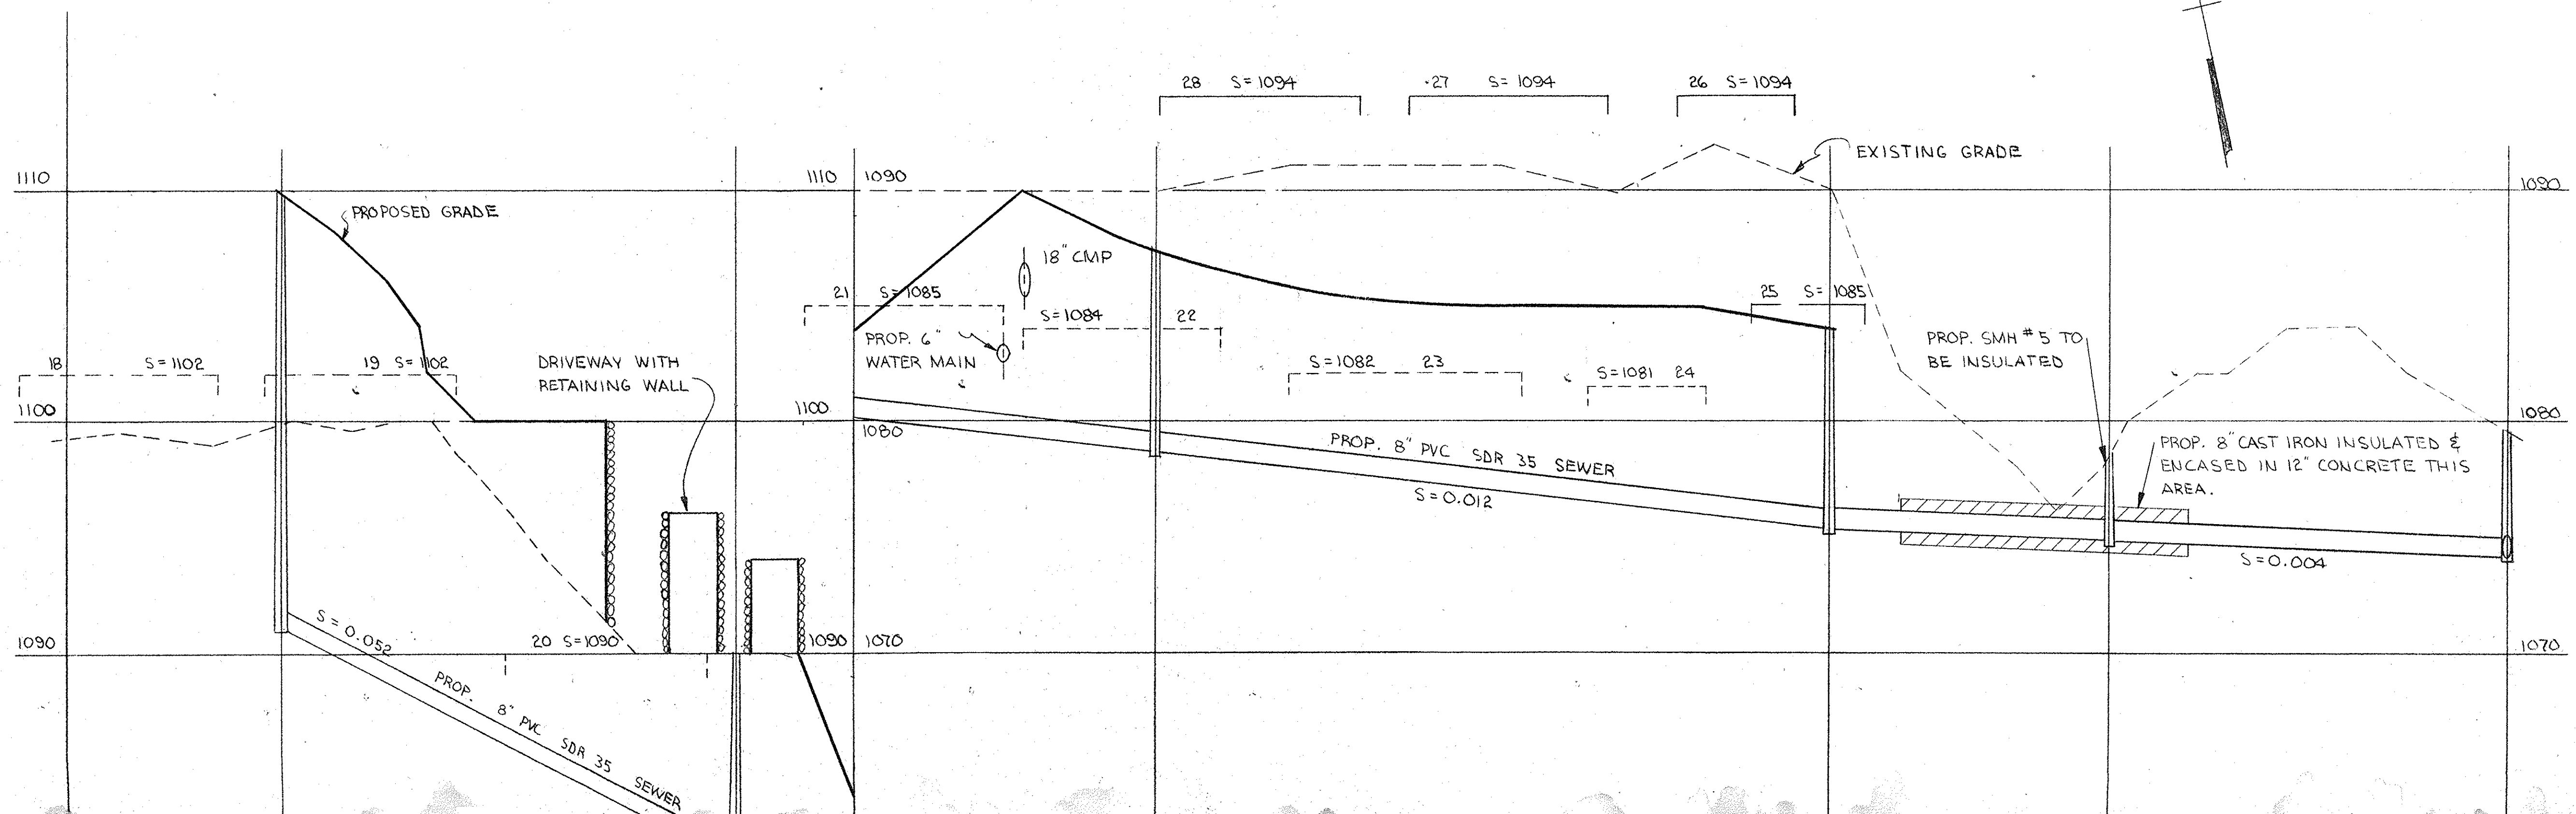 28 S=1094
27 S=1094
26 S=1094
EXISTING GRADE
1110
1110
1090
1090
PROPOSED GRADE
18" CMP
21 S=1085
S=1084 22
25 S=1085
PROP. 6"
WATER MAIN
PROP. SMH #5 TO
BE INSULATED
18 S=1102
19 S=1102
DRIVEWAY WITH
RETAINING WALL
S=1082 23
S=1081 24
1100
1100
1080
1080
PROP. 8" PVC SDR 35 SEWER
S=0.012
PROP. 8" CAST IRON INSULATED &
ENCASED IN 12" CONCRETE THIS
AREA.
S=0.004
S=0.052
1090
20 S=1090
1090
1070
1070
PROP. 8" PVC SDR 35 SEWER